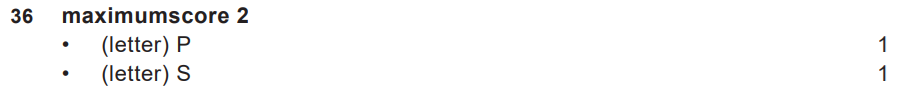 36 maximumscore 2
• (letter) P 1
• (letter) S 1